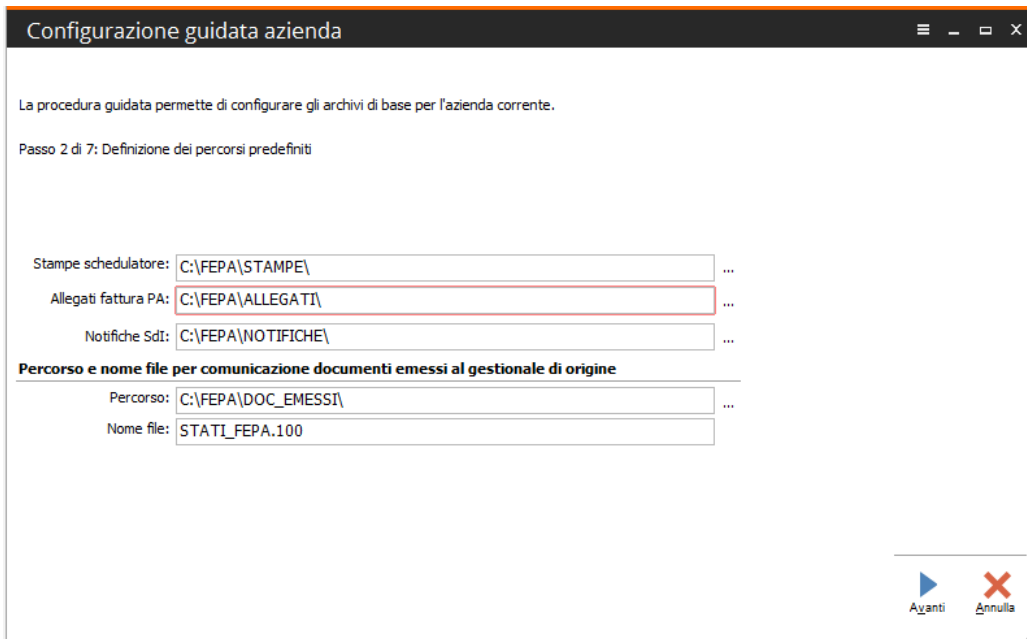 Configurazione guidata azienda
La procedura guidata permette di configurare gli archivi di base per l'azienda corrente.
Passo 2 di 7: Definizione dei percorsi predefiniti
Stampe schedulatore: C:\FEPA\STAMPE\ ...
Allegati fattura PA: C:\FEPA\ALLEGATI\ ...
Notifiche SdI: C:\FEPA\NOTIFICHE\ ...
Percorso e nome file per comunicazione documenti emessi al gestionale di origine
Percorso: C:\FEPA\DOC_EMESSI\ ...
Nome file: STATI_FEPA.100
Avanti Annulla